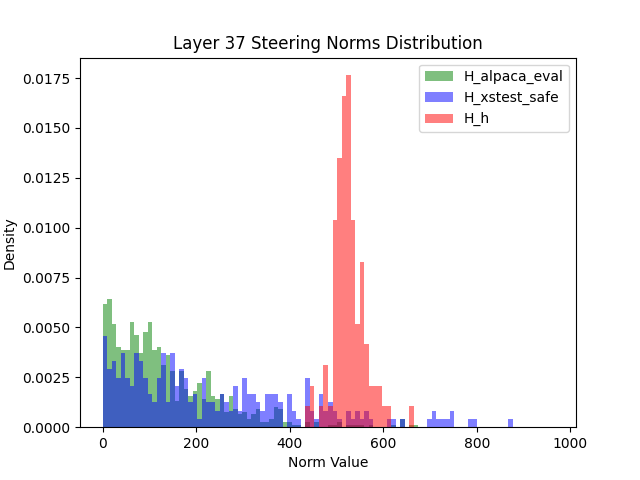 Layer 37 Steering Norms Distribution
H_alpaca_eval
H_xstest_safe
H_h
Density
0.0175
0.0150
0.0125
0.0100
0.0075
0.0050
0.0025
0.0000
0 200 400 600 800 1000
Norm Value